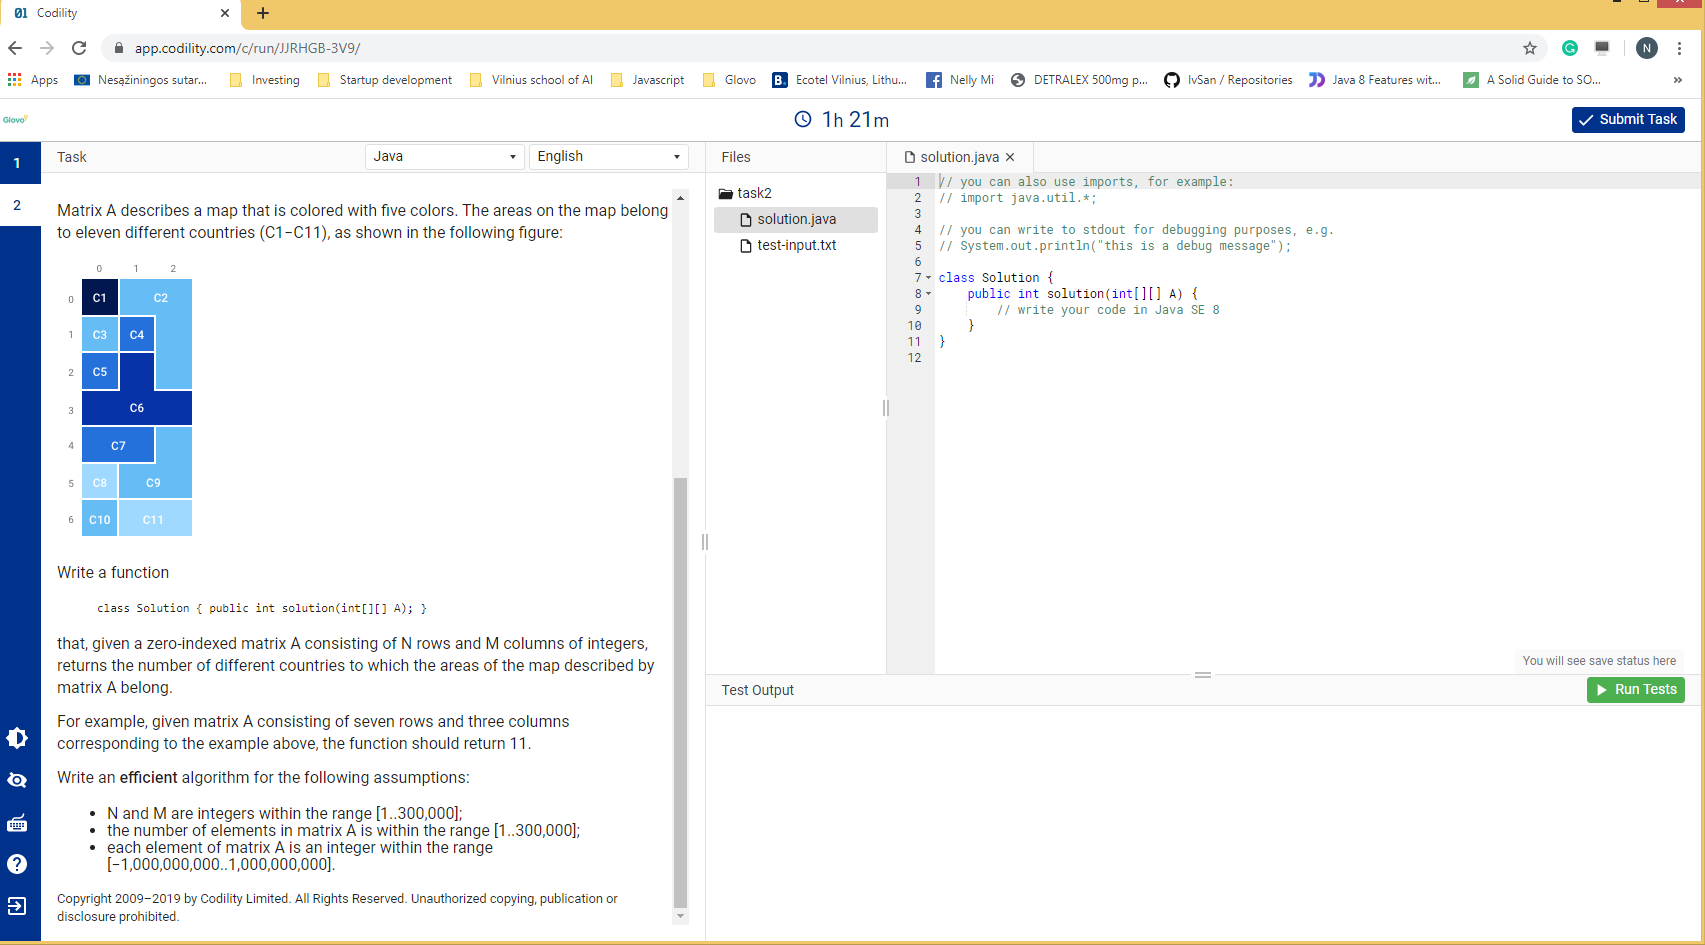 Codility
app.codility.com/c/run/JJRHGB-3V9/
N
Apps
Nesąžiningos sutar...
Investing
Startup development
Vilnius school of AI
Javascript
Glovo
Ecotel Vilnius, Lithu...
Nelly Mi
DETRALEX 500mg p...
IvSan / Repositories
Java 8 Features wit...
A Solid Guide to SO...
»
Glovo
1h 21m
Submit Task
1
2
Task
Java
English
Matrix A describes a map that is colored with five colors. The areas on the map belong
to eleven different countries (C1−C11), as shown in the following figure:
0 1 2
0 C1 C2
1 C3 C4
2 C5
3 C6
4 C7
5 C8 C9
6 C10 C11
Write a function
class Solution { public int solution(int[][] A); }
that, given a zero-indexed matrix A consisting of N rows and M columns of integers,
returns the number of different countries to which the areas of the map described by
matrix A belong.
For example, given matrix A consisting of seven rows and three columns
corresponding to the example above, the function should return 11.
Write an efficient algorithm for the following assumptions:
• N and M are integers within the range [1..300,000];
• the number of elements in matrix A is within the range [1..300,000];
• each element of matrix A is an integer within the range
[−1,000,000,000..1,000,000,000].
Copyright 2009–2019 by Codility Limited. All Rights Reserved. Unauthorized copying, publication or
disclosure prohibited.
Files
task2
solution.java
test-input.txt
solution.java
1 // you can also use imports, for example:
2 // import java.util.*;
3
4 // you can write to stdout for debugging purposes, e.g.
5 // System.out.println("this is a debug message");
6
7 class Solution {
8 public int solution(int[][] A) {
9 // write your code in Java SE 8
10 }
11 }
12
You will see save status here
Test Output
Run Tests